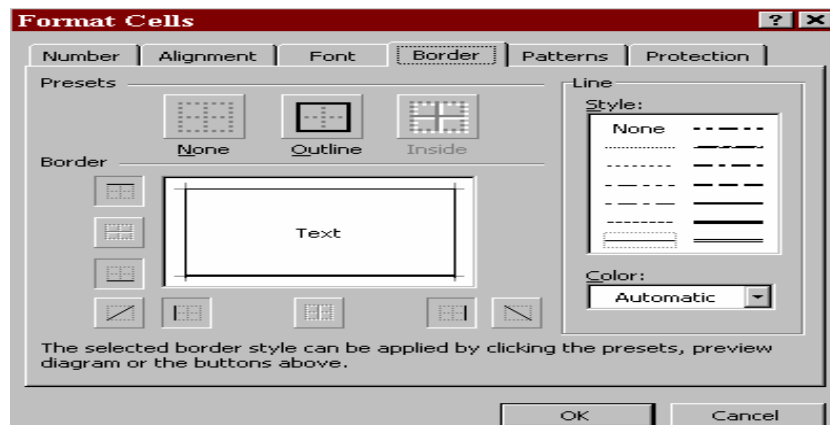 Format Cells
Number Alignment Font Border Patterns Protection
Presets
Line
Style:
None
None Outline Inside
Border
Text
Color:
Automatic
The selected border style can be applied by clicking the presets, preview
diagram or the buttons above.
OK Cancel